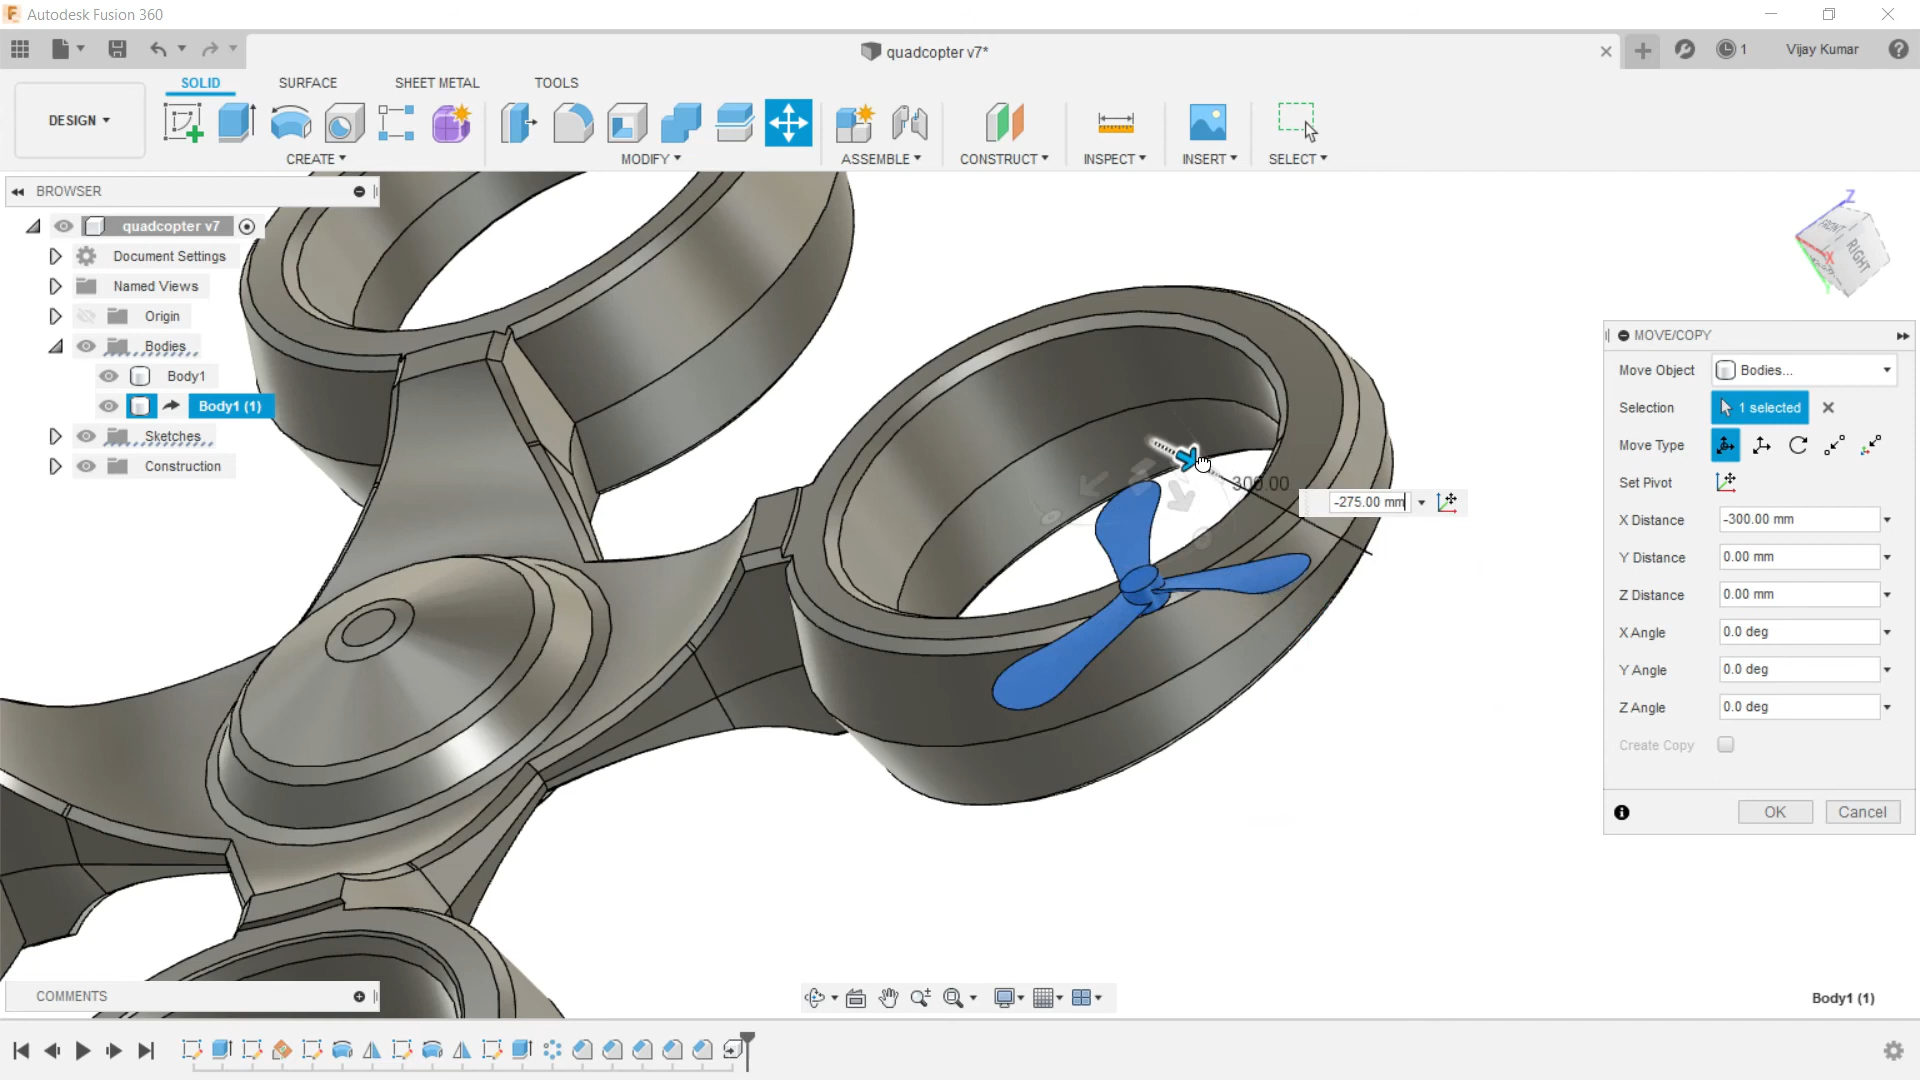 Autodesk Fusion 360
quadcopter v7*
1
Vijay Kumar
DESIGN
SOLID
SURFACE
SHEET METAL
TOOLS
CREATE
MODIFY
ASSEMBLE
CONSTRUCT
INSPECT
INSERT
SELECT
BROWSER
quadcopter v7
Document Settings
Named Views
Origin
Bodies
Body1
Body1 (1)
Sketches
Construction
Z
FRONT
RIGHT
X
Y
300.00
-275.00 mm
MOVE/COPY
Move Object
Bodies...
Selection
1 selected
Move Type
Set Pivot
X Distance
-300.00 mm
Y Distance
0.00 mm
Z Distance
0.00 mm
X Angle
0.0 deg
Y Angle
0.0 deg
Z Angle
0.0 deg
Create Copy
OK
Cancel
COMMENTS
Body1 (1)